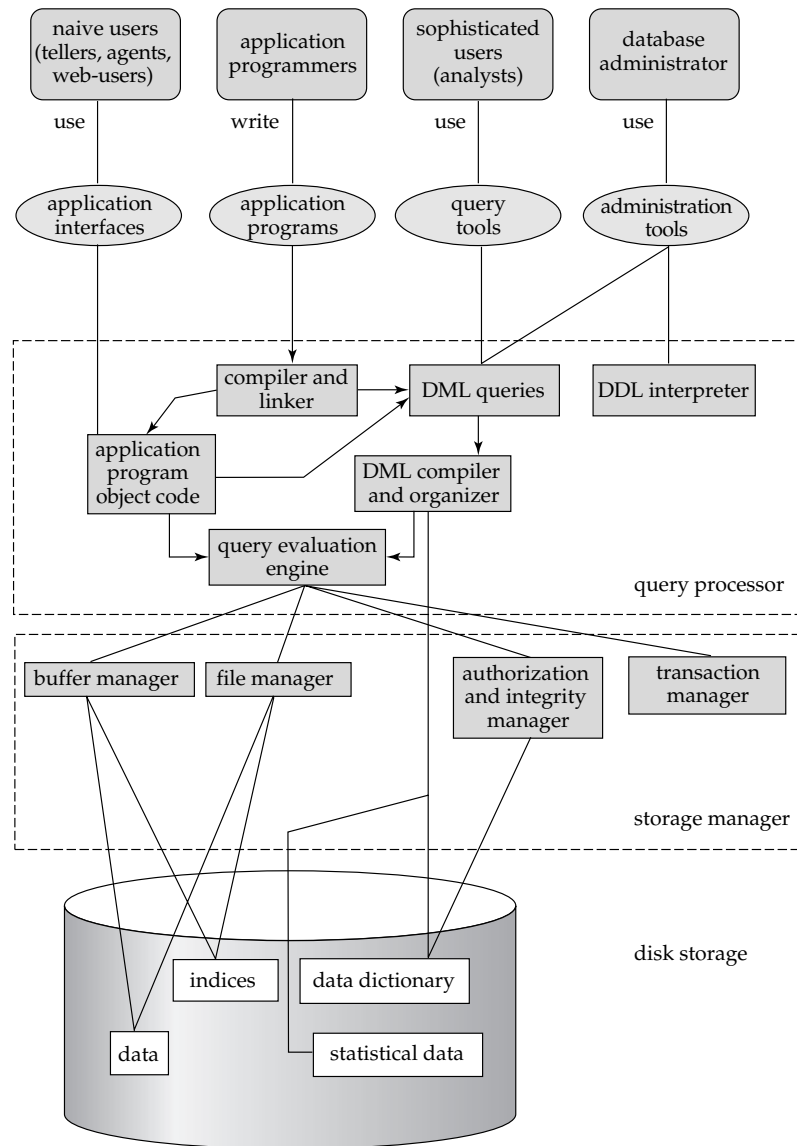 naive users
(tellers, agents,
web-users)
application
programmers
sophisticated
users
(analysts)
database
administrator
use
write
use
use
application
interfaces
application
programs
query
tools
administration
tools
compiler and
linker
DML queries
DDL interpreter
application
program
object code
DML compiler
and organizer
query evaluation
engine
query processor
buffer manager
file manager
authorization
and integrity
manager
transaction
manager
storage manager
disk storage
indices
data dictionary
data
statistical data